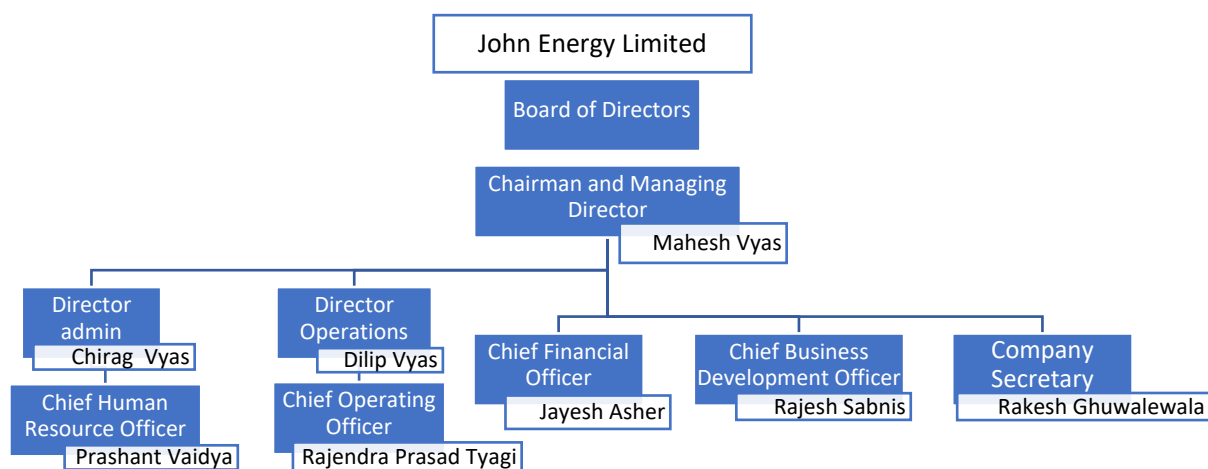 John Energy Limited
Board of Directors
Chairman and Managing
Director
Mahesh Vyas
Director
admin
Chirag Vyas
Director
Operations
Dilip Vyas
Chief Human
Resource Officer
Prashant Vaidya
Chief Operating
Officer
Rajendra Prasad Tyagi
Chief Financial
Officer
Jayesh Asher
Chief Business
Development Officer
Rajesh Sabnis
Company
Secretary
Rakesh Ghuwalewala